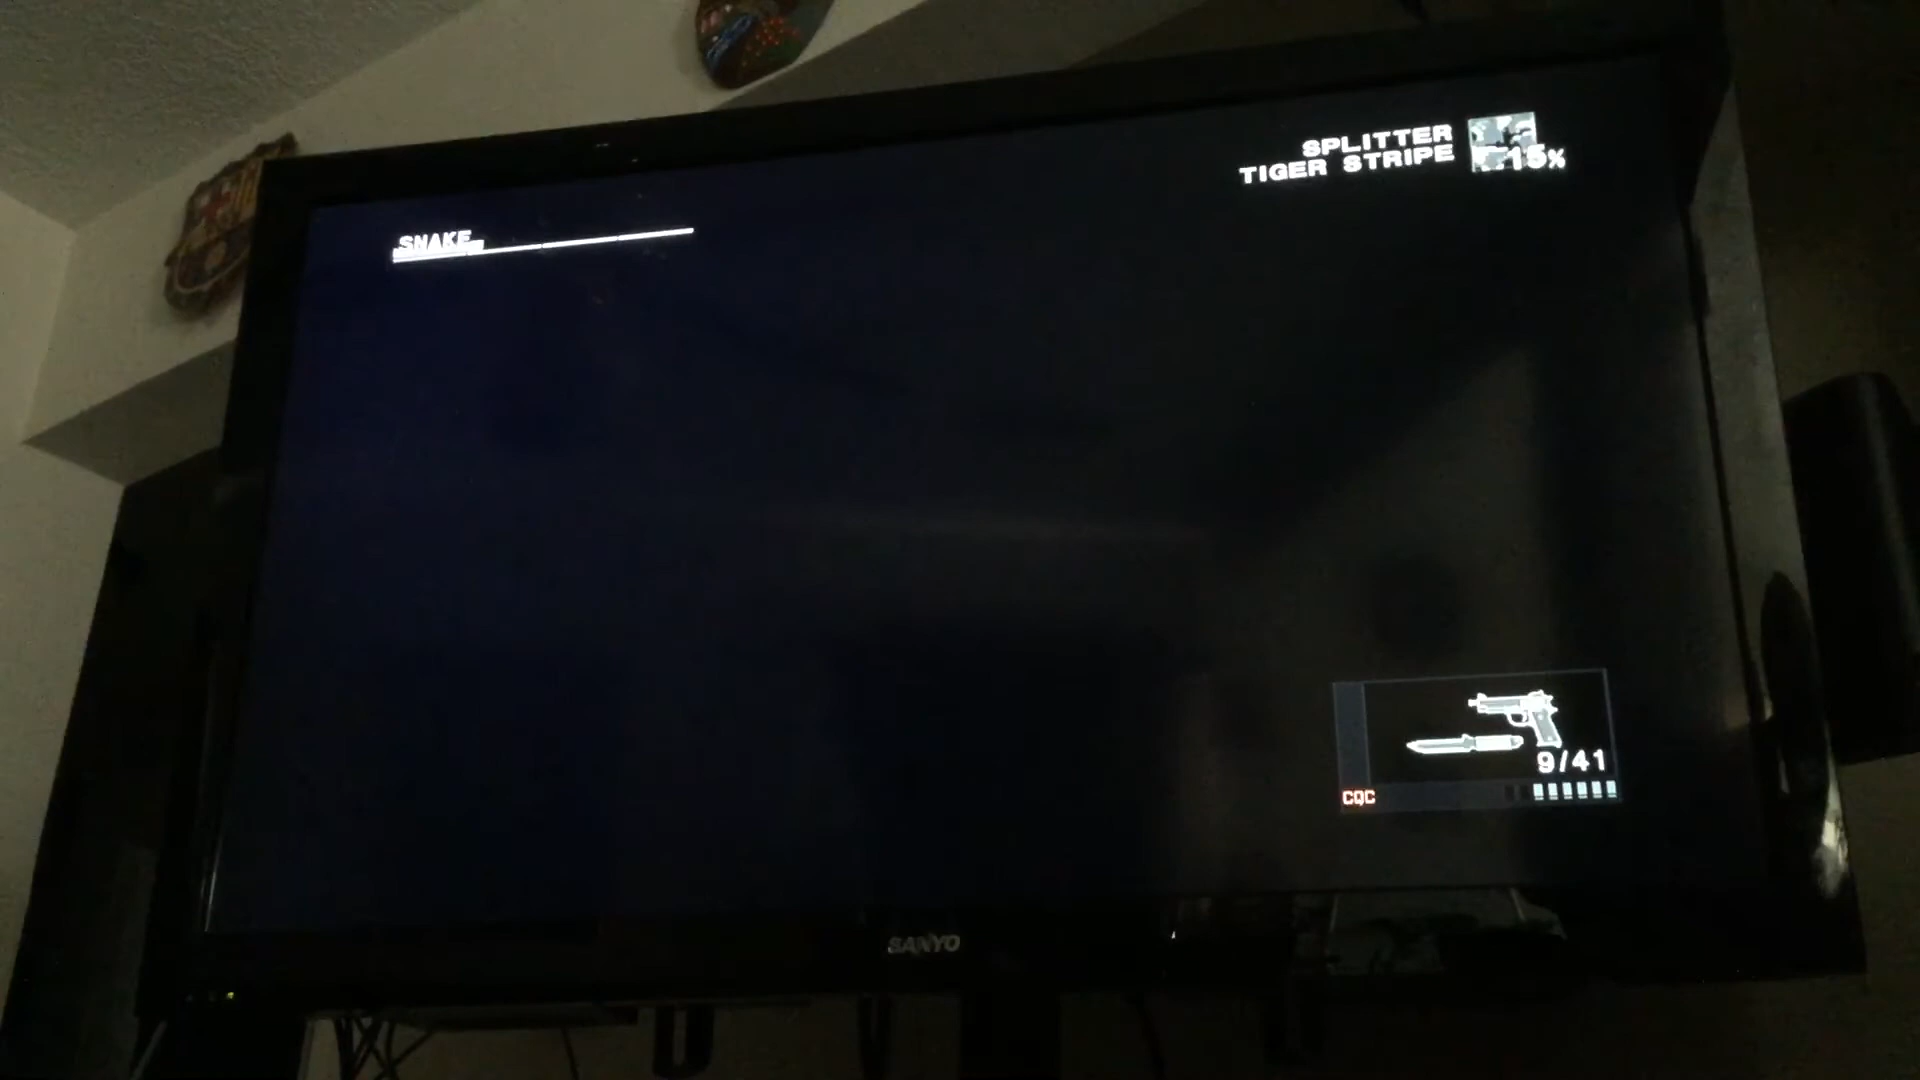 SPLITTER
TIGER STRIPE
15%
SNAKE
9/41
CQC
SANYO